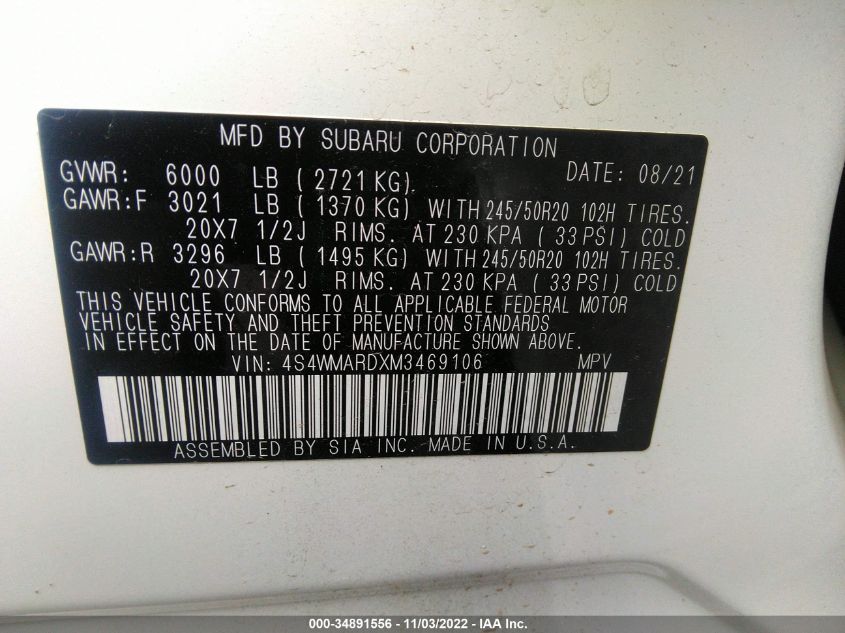 MFD BY SUBARU CORPORATION
GVWR: 6000 LB ( 2721 KG) DATE: 08/21
GAWR:F 3021 LB ( 1370 KG) WITH 245/50R20 102H TIRES.
20X7 1/2J RIMS. AT 230 KPA ( 33 PSI) COLD
GAWR:R 3296 LB ( 1495 KG) WITH 245/50R20 102H TIRES.
20X7 1/2J RIMS. AT 230 KPA ( 33 PSI) COLD
THIS VEHICLE CONFORMS TO ALL APPLICABLE FEDERAL MOTOR
VEHICLE SAFETY AND THEFT PREVENTION STANDARDS
IN EFFECT ON THE DATE OF MANUFACTURE SHOWN ABOVE.
VIN: 4S4WMARDXM3469106 MPV
ASSEMBLED BY SIA INC. MADE IN U.S.A.
000-34891556 - 11/03/2022 - IAA Inc.